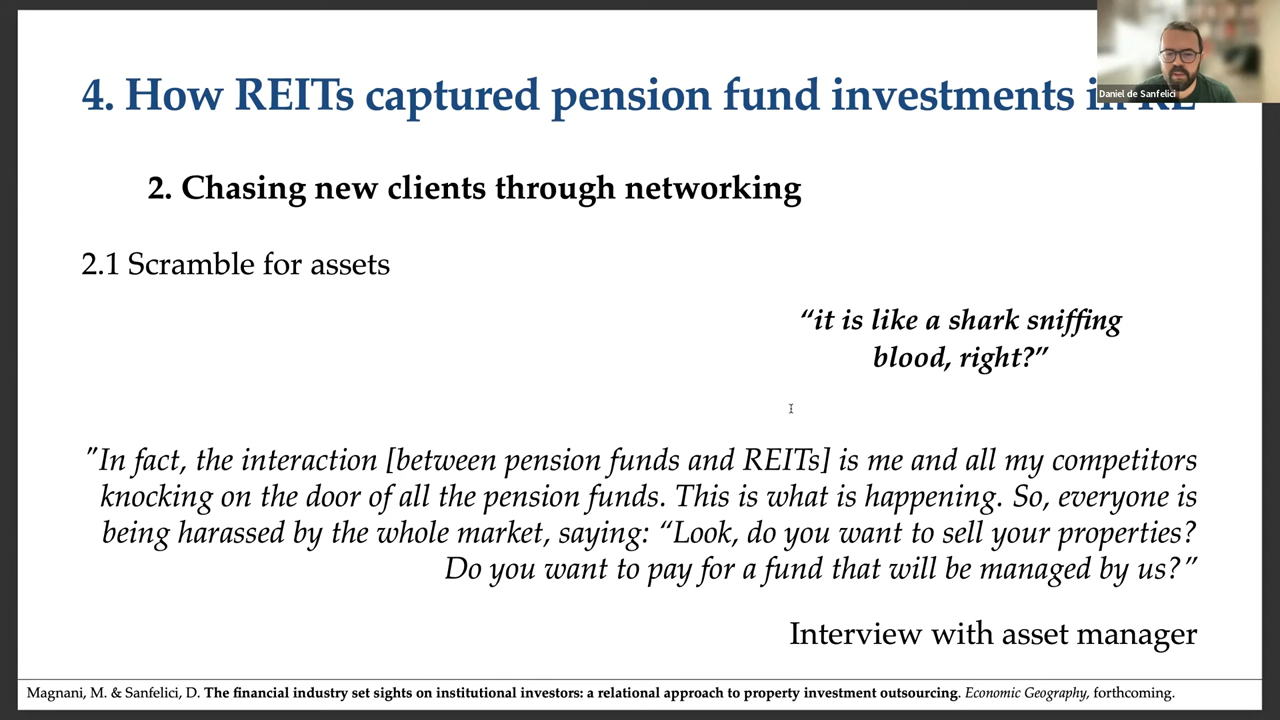 4. How REITs captured pension fund investments in RE
Daniel de Sanfelici
2. Chasing new clients through networking
2.1 Scramble for assets
“it is like a shark sniffing
blood, right?”
"In fact, the interaction [between pension funds and REITs] is me and all my competitors
knocking on the door of all the pension funds. This is what is happening. So, everyone is
being harassed by the whole market, saying: “Look, do you want to sell your properties?
Do you want to pay for a fund that will be managed by us?”
Interview with asset manager
Magnani, M. & Sanfelici, D. The financial industry set sights on institutional investors: a relational approach to property investment outsourcing. Economic Geography, forthcoming.